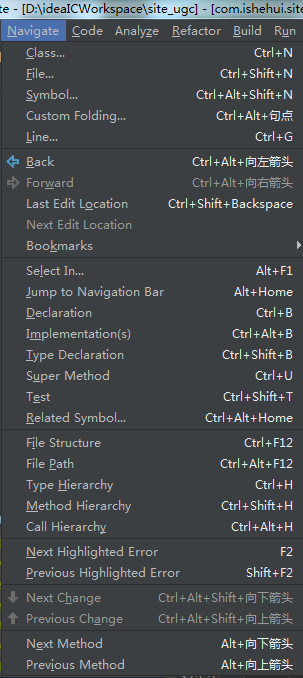 te - [D:\ideaICWorkspace\site_ugc] - [com.ishehui.site
Navigate Code Analyze Refactor Build Run
Class... Ctrl+N
File... Ctrl+Shift+N
Symbol... Ctrl+Alt+Shift+N
Custom Folding... Ctrl+Alt+句点
Line... Ctrl+G
Back Ctrl+Alt+向左箭头
Forward Ctrl+Alt+向右箭头
Last Edit Location Ctrl+Shift+Backspace
Next Edit Location
Bookmarks
Select In... Alt+F1
Jump to Navigation Bar Alt+Home
Declaration Ctrl+B
Implementation(s) Ctrl+Alt+B
Type Declaration Ctrl+Shift+B
Super Method Ctrl+U
Test Ctrl+Shift+T
Related Symbol... Ctrl+Alt+Home
File Structure Ctrl+F12
File Path Ctrl+Alt+F12
Type Hierarchy Ctrl+H
Method Hierarchy Ctrl+Shift+H
Call Hierarchy Ctrl+Alt+H
Next Highlighted Error F2
Previous Highlighted Error Shift+F2
Next Change Ctrl+Alt+Shift+向下箭头
Previous Change Ctrl+Alt+Shift+向上箭头
Next Method Alt+向下箭头
Previous Method Alt+向上箭头